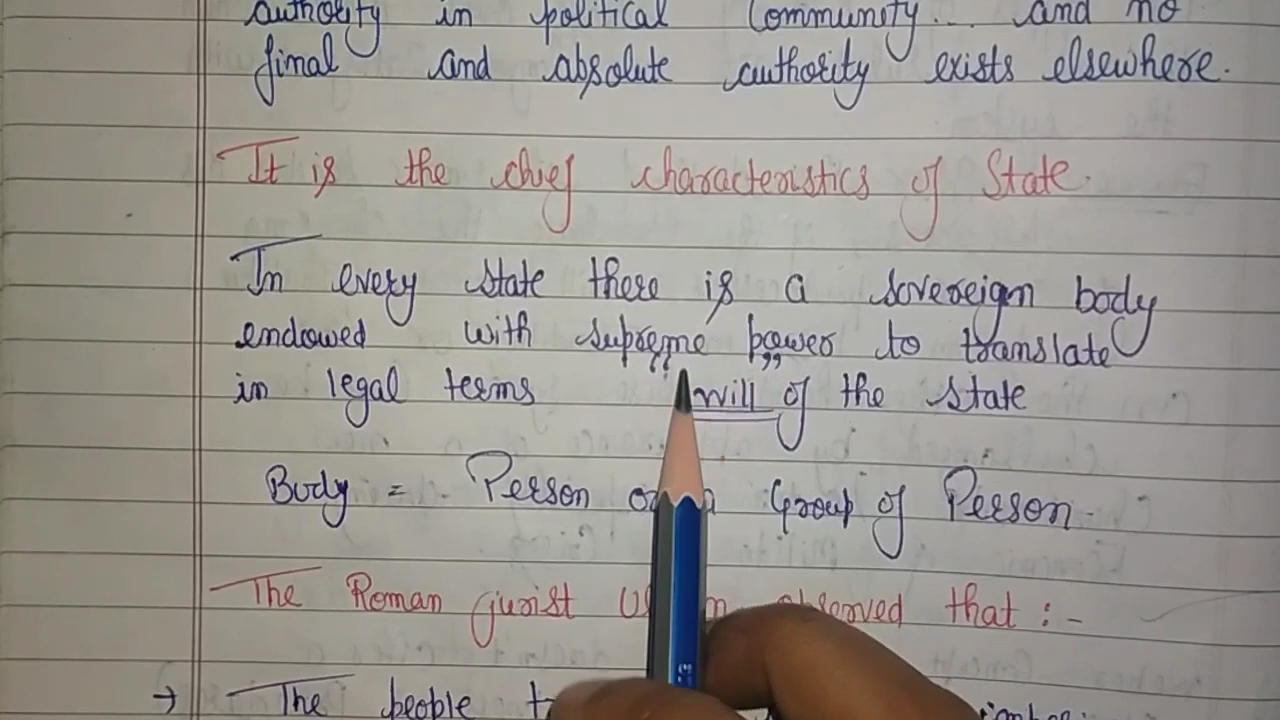 authority in political Community... and no
final and absolute authority exists elsewhere.
It is the chief characteristics of State.
In every state there is a sovereign body
endowed with supreme power to translate
in legal terms "will" of the state
Body = Person or a Group of Person.
The Roman jurist observed that :-
→ The people